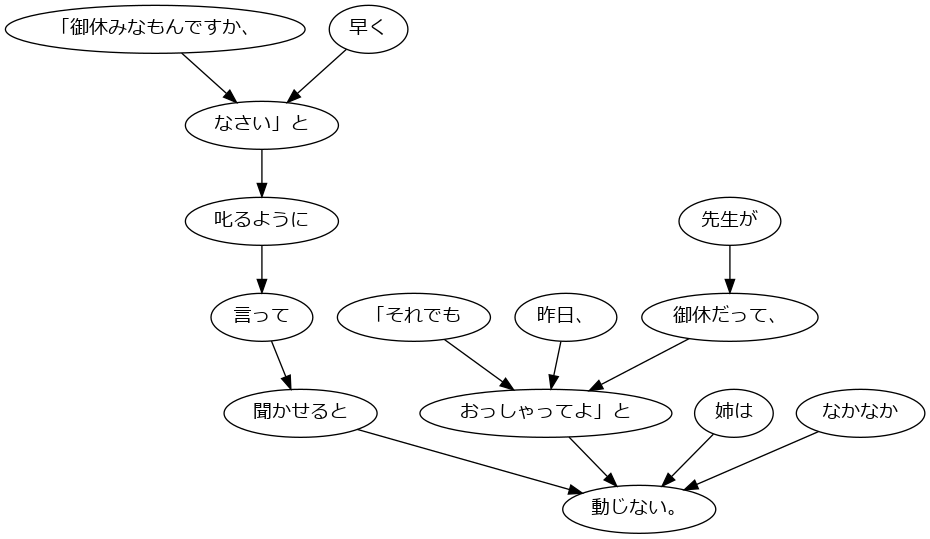 「御休みなもんですか、
早く
なさい」と
叱るように
先生が
言って
「それでも
昨日、
御休だって、
聞かせると
おっしゃってよ」と
姉は
なかなか
動じない。